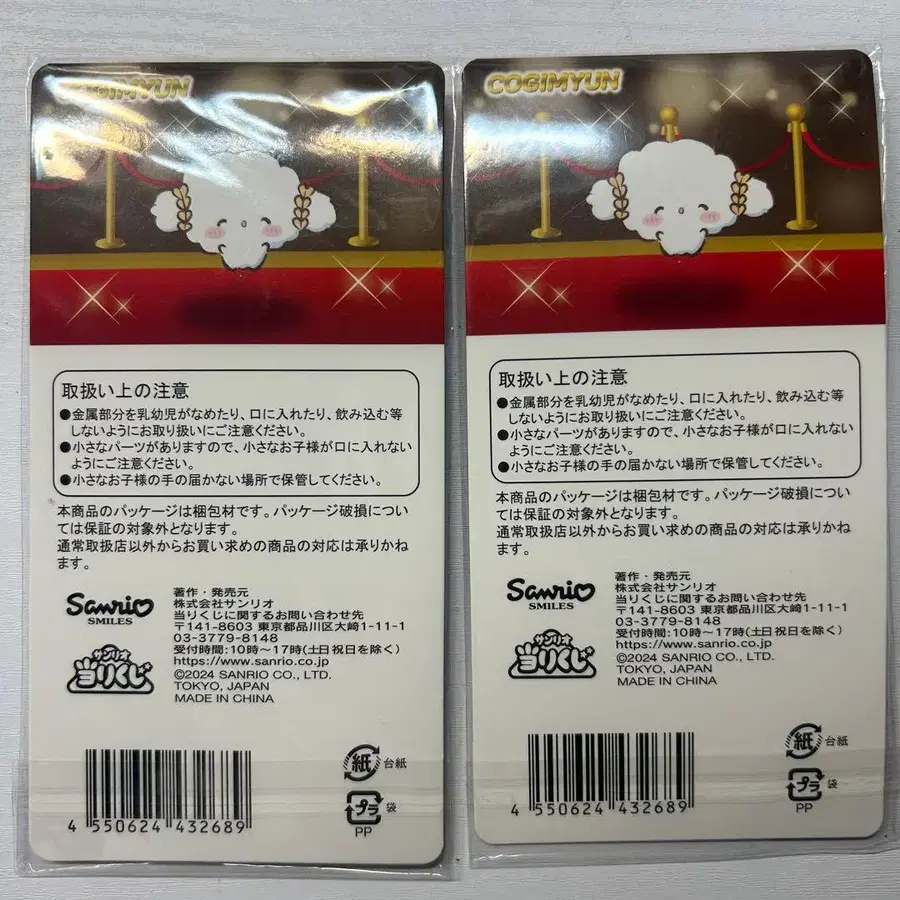 COGIMYUN
取扱い上の注意
●金属部分を乳幼児がなめたり、口に入れたり、飲み込む等
しないようにお取り扱いにご注意ください。
●小さなパーツがありますので、小さなお子様が口に入れない
ようにご注意ください。
●小さなお子様の手の届かない場所で保管してください。
本商品のパッケージは梱包材です。パッケージ破損につい
ては保証の対象外となります。
通常取扱店以外からお買い求めの商品の対応は承りかね
ます。
Sanrio
SMILES
サンリオ
当りくじ
著作・発売元
株式会社サンリオ
当りくじに関するお問い合わせ先
〒141-8603 東京都品川区大崎1-11-1
03-3779-8148
受付時間:10時〜17時(土日祝日を除く)
https://www.sanrio.co.jp
©2024 SANRIO CO., LTD.
TOKYO, JAPAN
MADE IN CHINA
4 550624 432689
紙 台紙
プラ 袋
PP
COGIMYUN
取扱い上の注意
●金属部分を乳幼児がなめたり、口に入れたり、飲み込む等
しないようにお取り扱いにご注意ください。
●小さなパーツがありますので、小さなお子様が口に入れない
ようにご注意ください。
●小さなお子様の手の届かない場所で保管してください。
本商品のパッケージは梱包材です。パッケージ破損につい
ては保証の対象外となります。
通常取扱店以外からお買い求めの商品の対応は承りかね
ます。
Sanrio
SMILES
サンリオ
当りくじ
著作・発売元
株式会社サンリオ
当りくじに関するお問い合わせ先
〒141-8603 東京都品川区大崎1-11-1
03-3779-8148
受付時間:10時〜17時(土日祝日を除く)
https://www.sanrio.co.jp
©2024 SANRIO CO., LTD.
TOKYO, JAPAN
MADE IN CHINA
4 550624 432689
紙 台紙
プラ 袋
PP